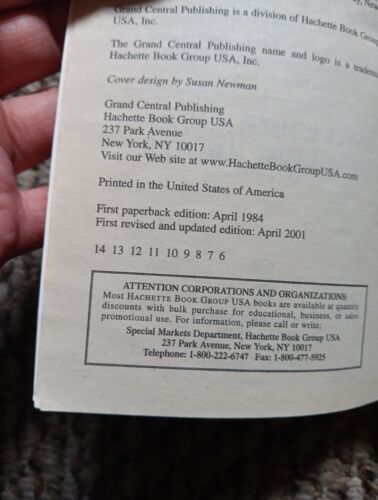 Grand Central Publishing is a division of Hachette Book Group
USA, Inc.
The Grand Central Publishing name and logo is a
Hachette Book Group USA, Inc.
Cover design by Susan Newman
Grand Central Publishing
Hachette Book Group USA
237 Park Avenue
New York, NY 10017
Visit our Web site at www.HachetteBookGroupUSA.com
Printed in the United States of America
First paperback edition: April 1984
First revised and updated edition: April 2001
14 13 12 11 10 9 8 7 6
ATTENTION CORPORATIONS AND ORGANIZATIONS:
Most HACHETTE BOOK GROUP USA books are available at quantity
discounts with bulk purchase for educational, business, or sales
promotional use. For information, please call or write:
Special Markets Department, Hachette Book Group USA
237 Park Avenue, New York, NY 10017
Telephone: 1-800-222-6747 Fax: 1-800-477-5925